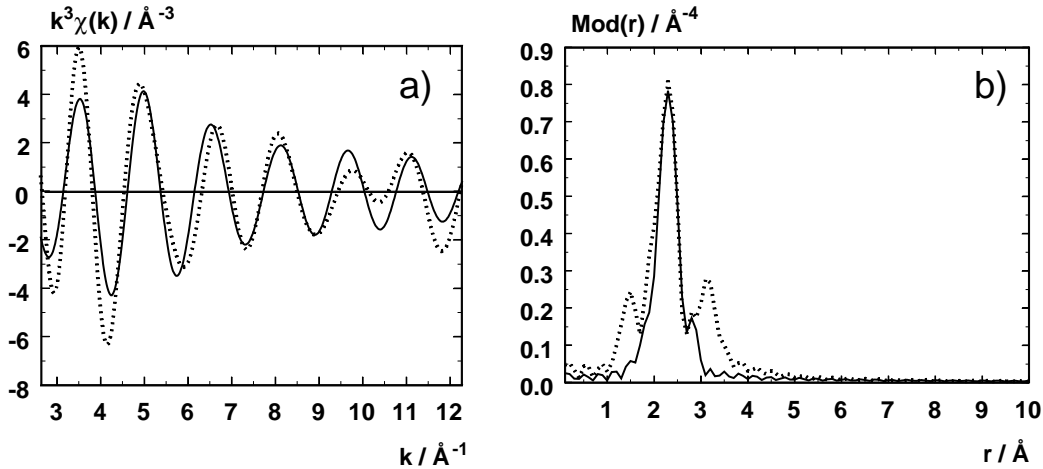 k³χ(k) / Å⁻³
a)
6
4
2
0
-2
-4
-6
-8
3 4 5 6 7 8 9 10 11 12
k / Å⁻¹
Mod(r) / Å⁻⁴
b)
0.9
0.8
0.7
0.6
0.5
0.4
0.3
0.2
0.1
0.0
1 2 3 4 5 6 7 8 9 10
r / Å